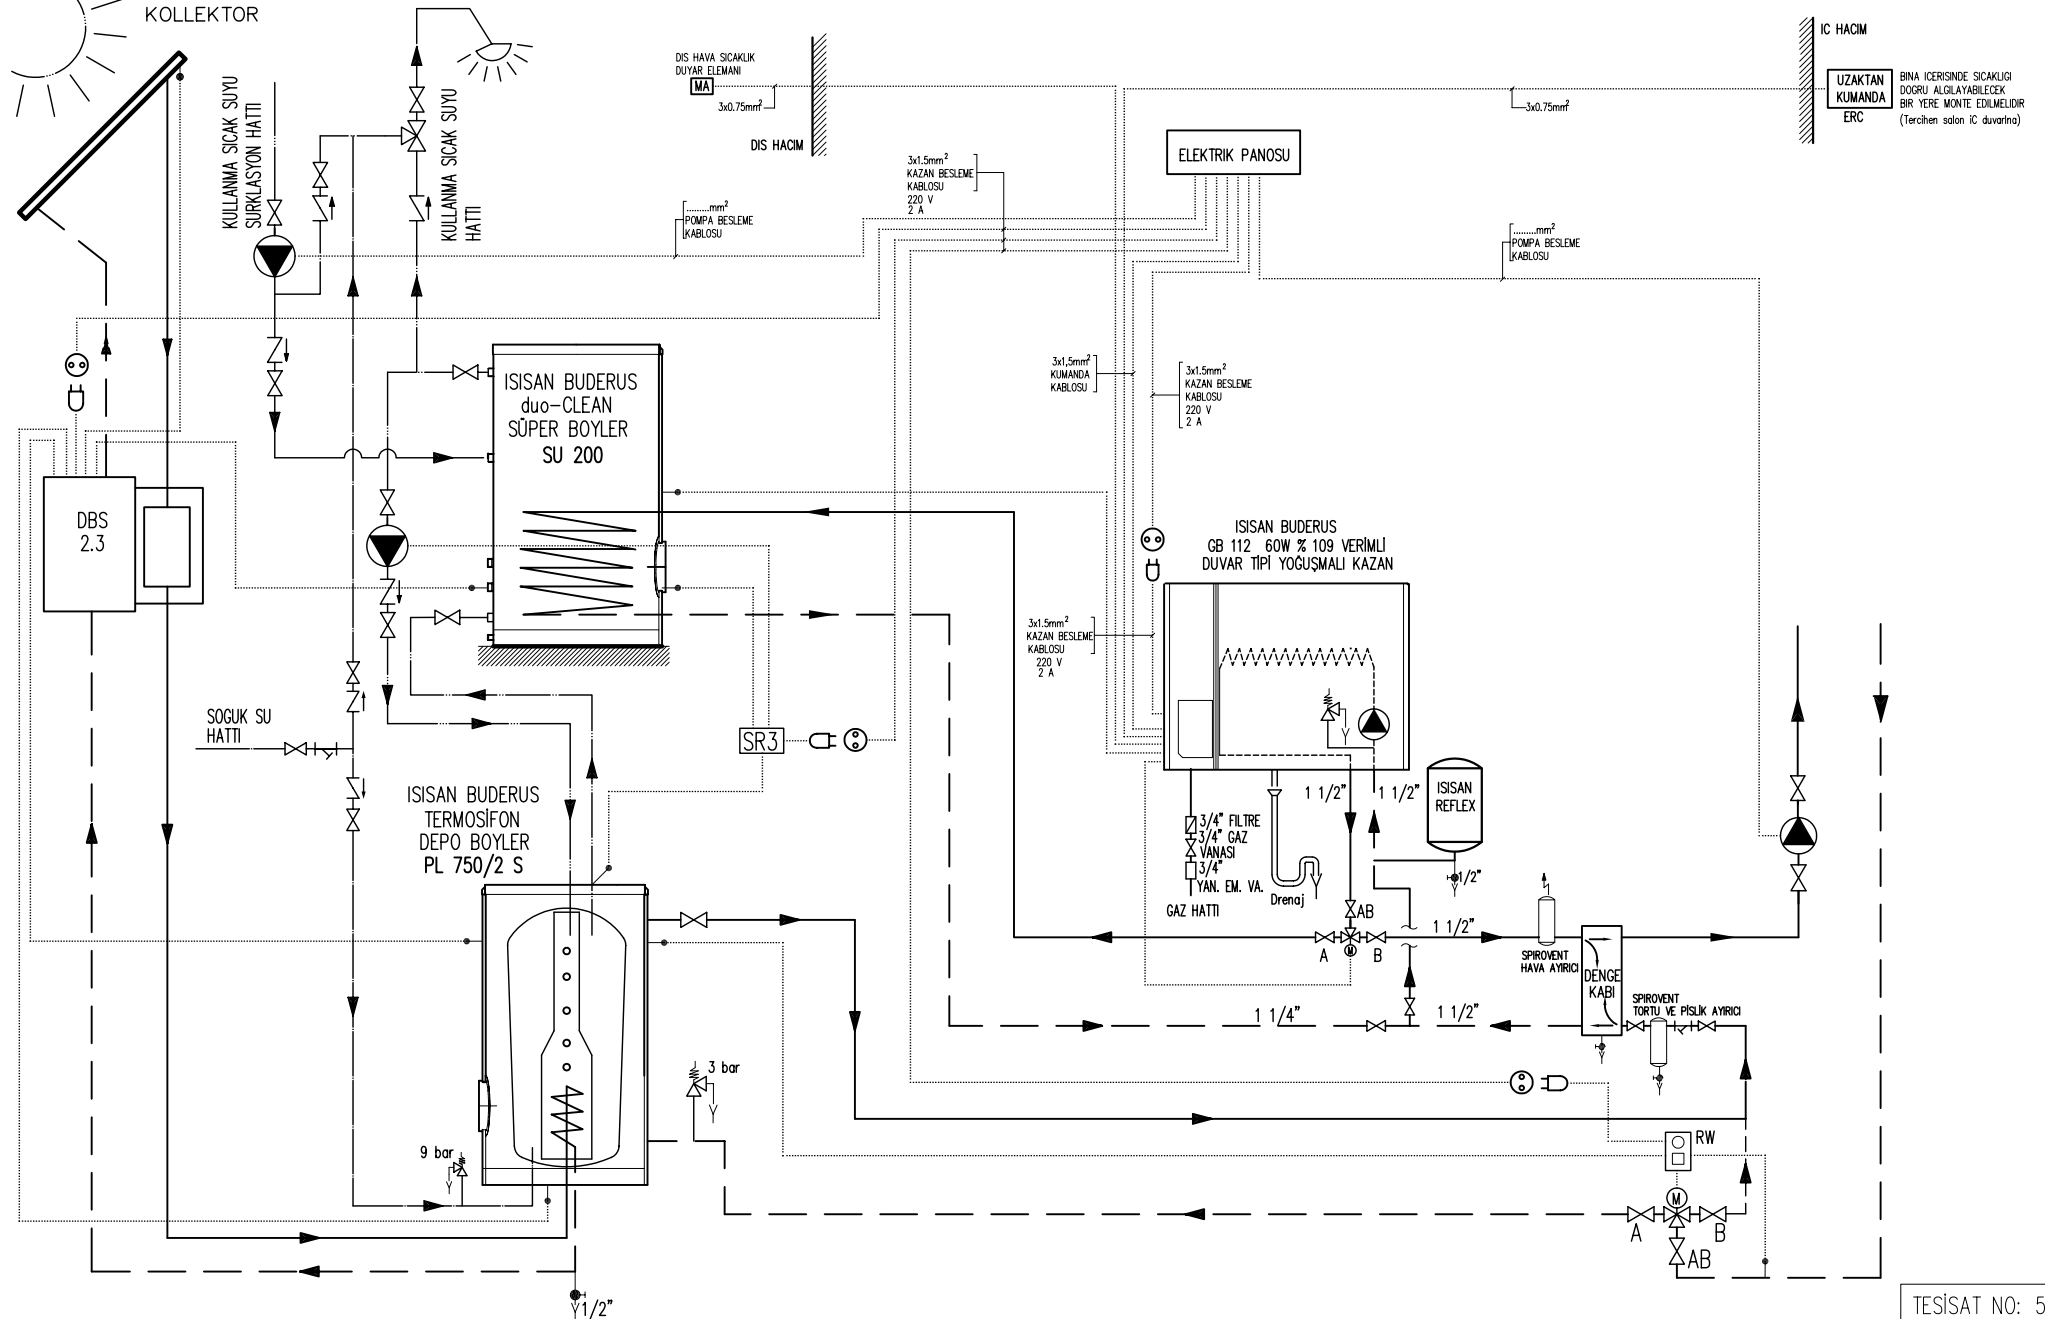 KOLLEKTOR
KULLANMA SICAK SUYU
SURKLASYON HATTI
KULLANMA SICAK SUYU
HATTI
DIS HAVA SICAKLIK
DUYAR ELEMANI
MA
3x0.75mm²
DIS HACIM
3x0.75mm²
IC HACIM
UZAKTAN
KUMANDA
ERC
BINA ICERISINDE SICAKLIGI
DOGRU ALGILAYABILECEK
BIR YERE MONTE EDILMELIDIR
(Tercihen salon iC duvarIna)
ELEKTRIK PANOSU
3x1.5mm²
KAZAN BESLEME
KABLOSU
220 V
2 A
.........mm²
POMPA BESLEME
KABLOSU
.........mm²
POMPA BESLEME
KABLOSU
3x1,5mm²
KUMANDA
KABLOSU
3x1.5mm²
KAZAN BESLEME
KABLOSU
220 V
2 A
ISISAN BUDERUS
duo-CLEAN
SÜPER BOYLER
SU 200
DBS
2.3
ISISAN BUDERUS
GB 112 60W % 109 VERIMLI
DUVAR TİPİ YOĞUŞMALI KAZAN
3x1.5mm²
KAZAN BESLEME
KABLOSU
220 V
2 A
SOGUK SU
HATTI
SR3
ISISAN BUDERUS
TERMOSİFON
DEPO BOYLER
PL 750/2 S
1 1/2"
1 1/2"
ISISAN
REFLEX
3/4" FILTRE
3/4" GAZ
VANASI
3/4"
YAN. EM. VA.
GAZ HATTI
Drenaj
1/2"
AB
A
M
B
1 1/2"
SPIROVENT
HAVA AYIRICI
DENGE
KABI
SPIROVENT
TORTU VE PİSLİK AYIRICI
1 1/4"
1 1/2"
3 bar
9 bar
RW
M
A
B
AB
1/2"
TESİSAT NO: 5